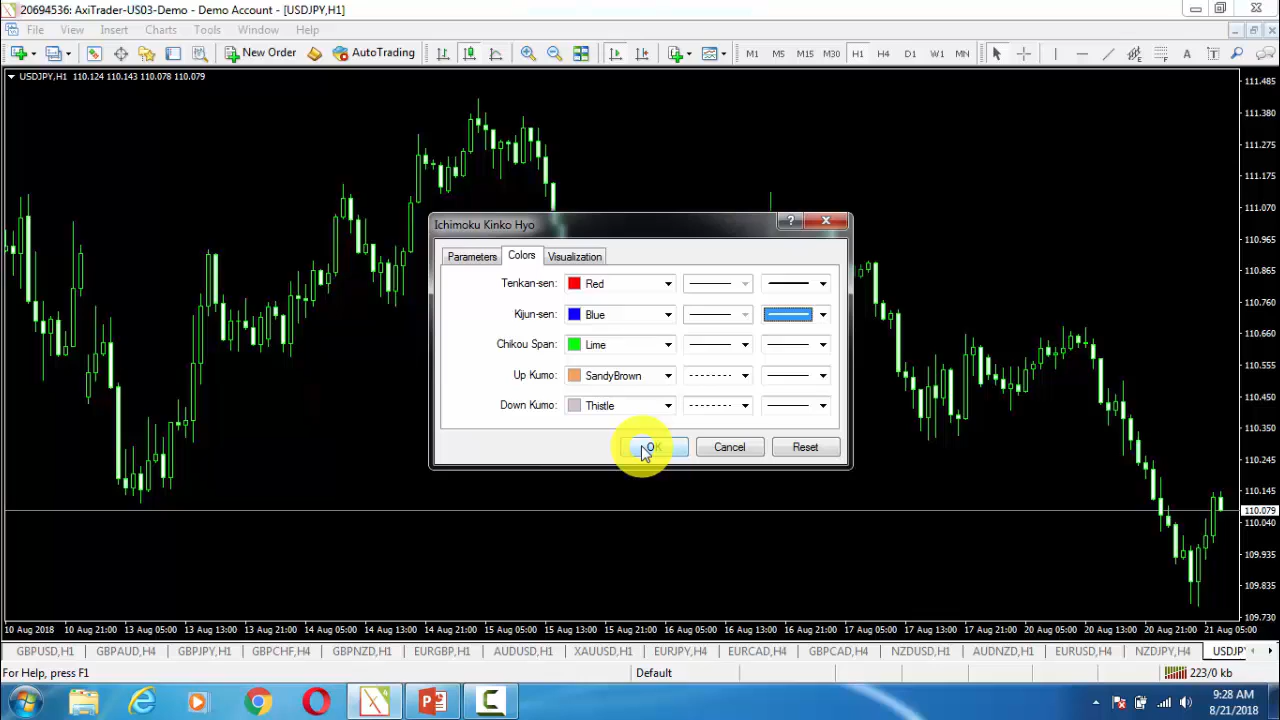 20694536: AxiTrader-US03-Demo - Demo Account - [USDJPY,H1]
File View Insert Charts Tools Window Help
New Order AutoTrading M1 M5 M15 M30 H1 H4 D1 W1 MN A T
USDJPY,H1 110.124 110.143 110.078 110.079
111.485
111.380
111.275
111.170
111.065
110.965
110.865
110.760
110.660
110.555
110.450
110.350
110.245
110.145
110.079
110.040
109.935
109.835
109.730
Ichimoku Kinko Hyo
Parameters Colors Visualization
Tenkan-sen: Red
Kijun-sen: Blue
Chikou Span: Lime
Up Kumo: SandyBrown
Down Kumo: Thistle
OK Cancel Reset
10 Aug 2018 10 Aug 21:00 13 Aug 05:00 13 Aug 13:00 13 Aug 21:00 14 Aug 05:00 14 Aug 13:00 14 Aug 21:00 15 Aug 05:00 15 Aug 13:00 15 Aug 21:00 16 Aug 05:00 16 Aug 13:00 16 Aug 21:00 17 Aug 05:00 17 Aug 13:00 17 Aug 21:00 20 Aug 05:00 20 Aug 13:00 20 Aug 21:00 21 Aug 05:00
GBPUSD,H1 GBPAUD,H4 GBPJPY,H1 GBPCHF,H4 GBPNZD,H1 EURGBP,H1 AUDUSD,H1 XAUUSD,H1 EURJPY,H4 EURCAD,H4 GBPCAD,H4 NZDUSD,H1 AUDNZD,H1 EURUSD,H4 NZDJPY,H4 USDJP
For Help, press F1 Default 223/0 kb
9:28 AM
8/21/2018